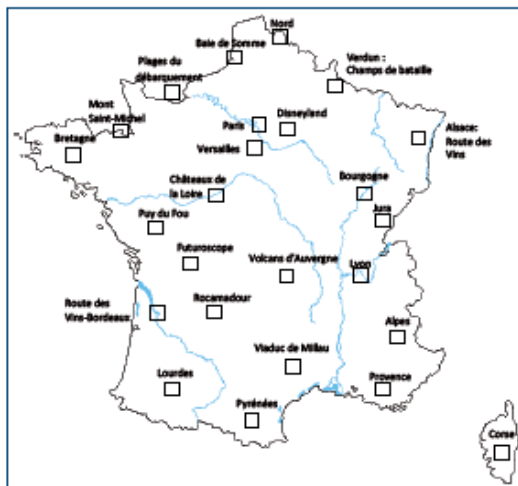 Nord
Baie de Somme
Plages du
débarquement
Verdun :
Champs de bataille
Mont
Saint-Michel
Paris
Disneyland
Alsace:
Route des
Vins
Bretagne
Versailles
Châteaux de
la Loire
Bourgogne
Puy du Fou
Jura
Futuroscope
Volcans d'Auvergne
Lyon
Route des
Vins-Bordeaux
Rocamadour
Alpes
Viaduc de Millau
Lourdes
Provence
Pyrénées
Corse